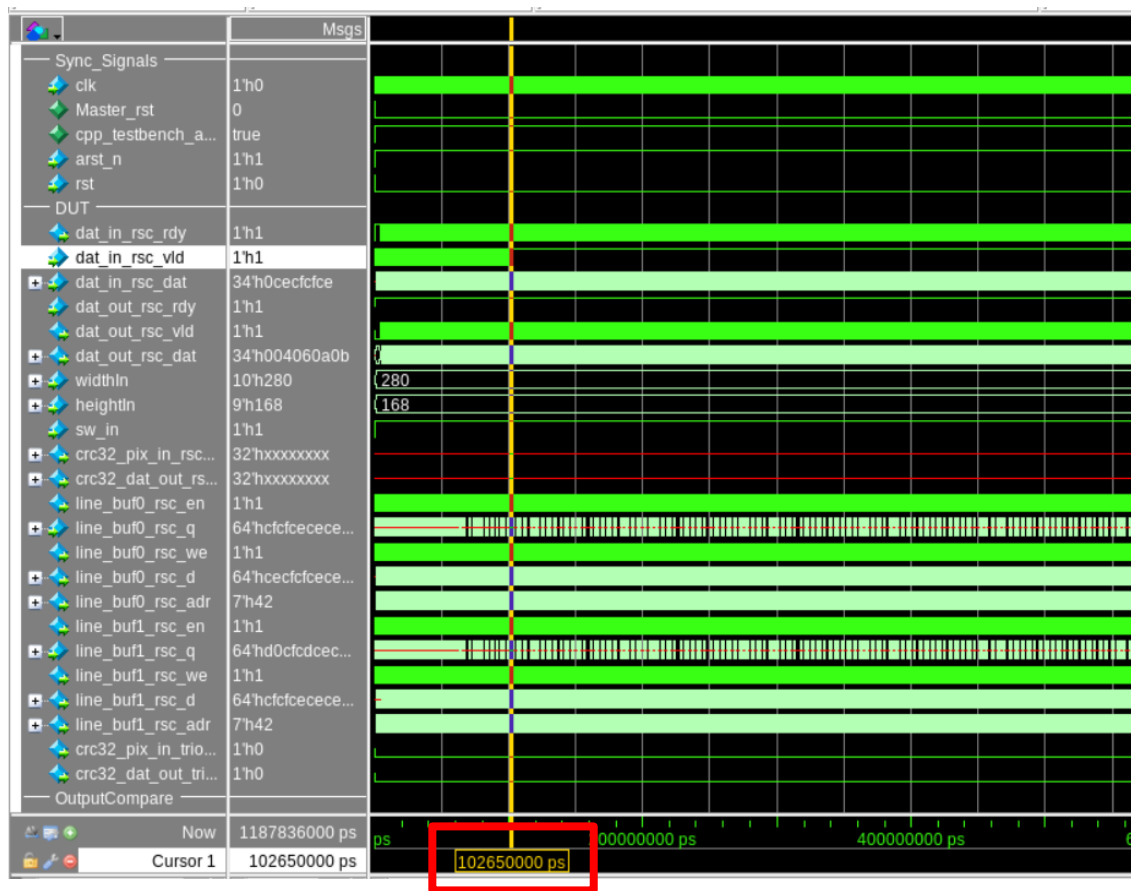 Msgs
Sync_Signals
clk 1'h0
Master_rst 0
cpp_testbench_a... true
arst_n 1'h1
rst 1'h0
DUT
dat_in_rsc_rdy 1'h1
dat_in_rsc_vld 1'h1
dat_in_rsc_dat 34'h0cecfcfce
dat_out_rsc_rdy 1'h1
dat_out_rsc_vld 1'h1
dat_out_rsc_dat 34'h004060a0b
widthIn 10'h280 280
heightIn 9'h168 168
sw_in 1'h1
crc32_pix_in_rsc... 32'hxxxxxxxx
crc32_dat_out_rs... 32'hxxxxxxxx
line_buf0_rsc_en 1'h1
line_buf0_rsc_q 64'hcfcfcecece...
line_buf0_rsc_we 1'h1
line_buf0_rsc_d 64'hcecfcfcece...
line_buf0_rsc_adr 7'h42
line_buf1_rsc_en 1'h1
line_buf1_rsc_q 64'hd0cfcdcec...
line_buf1_rsc_we 1'h1
line_buf1_rsc_d 64'hcfcfcecece...
line_buf1_rsc_adr 7'h42
crc32_pix_in_trio... 1'h0
crc32_dat_out_tri... 1'h0
OutputCompare
Now 1187836000 ps ps 00000000 ps 400000000 ps 6
Cursor 1 102650000 ps 102650000 ps